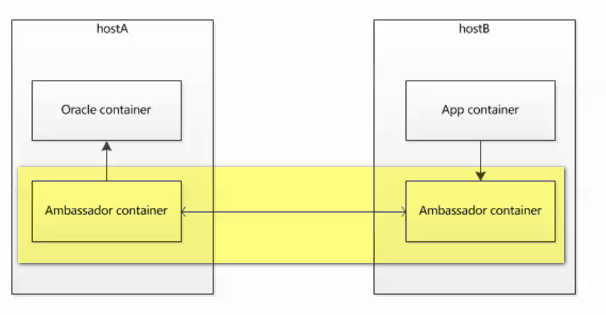 hostA
hostB
Oracle container
App container
Ambassador container
Ambassador container